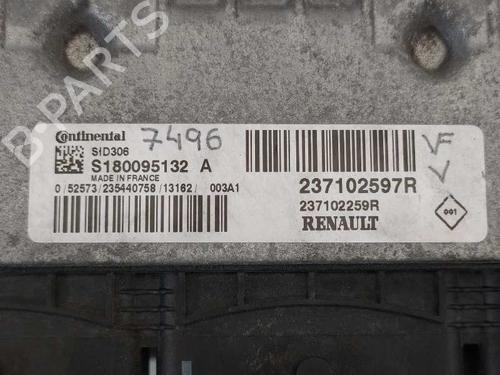 B-PARTS
Continental
7496
SID306
S180095132 A
MADE IN FRANCE
0/52573/235440758/13162/ 003A1
237102597R
237102259R
RENAULT
VF
V
001